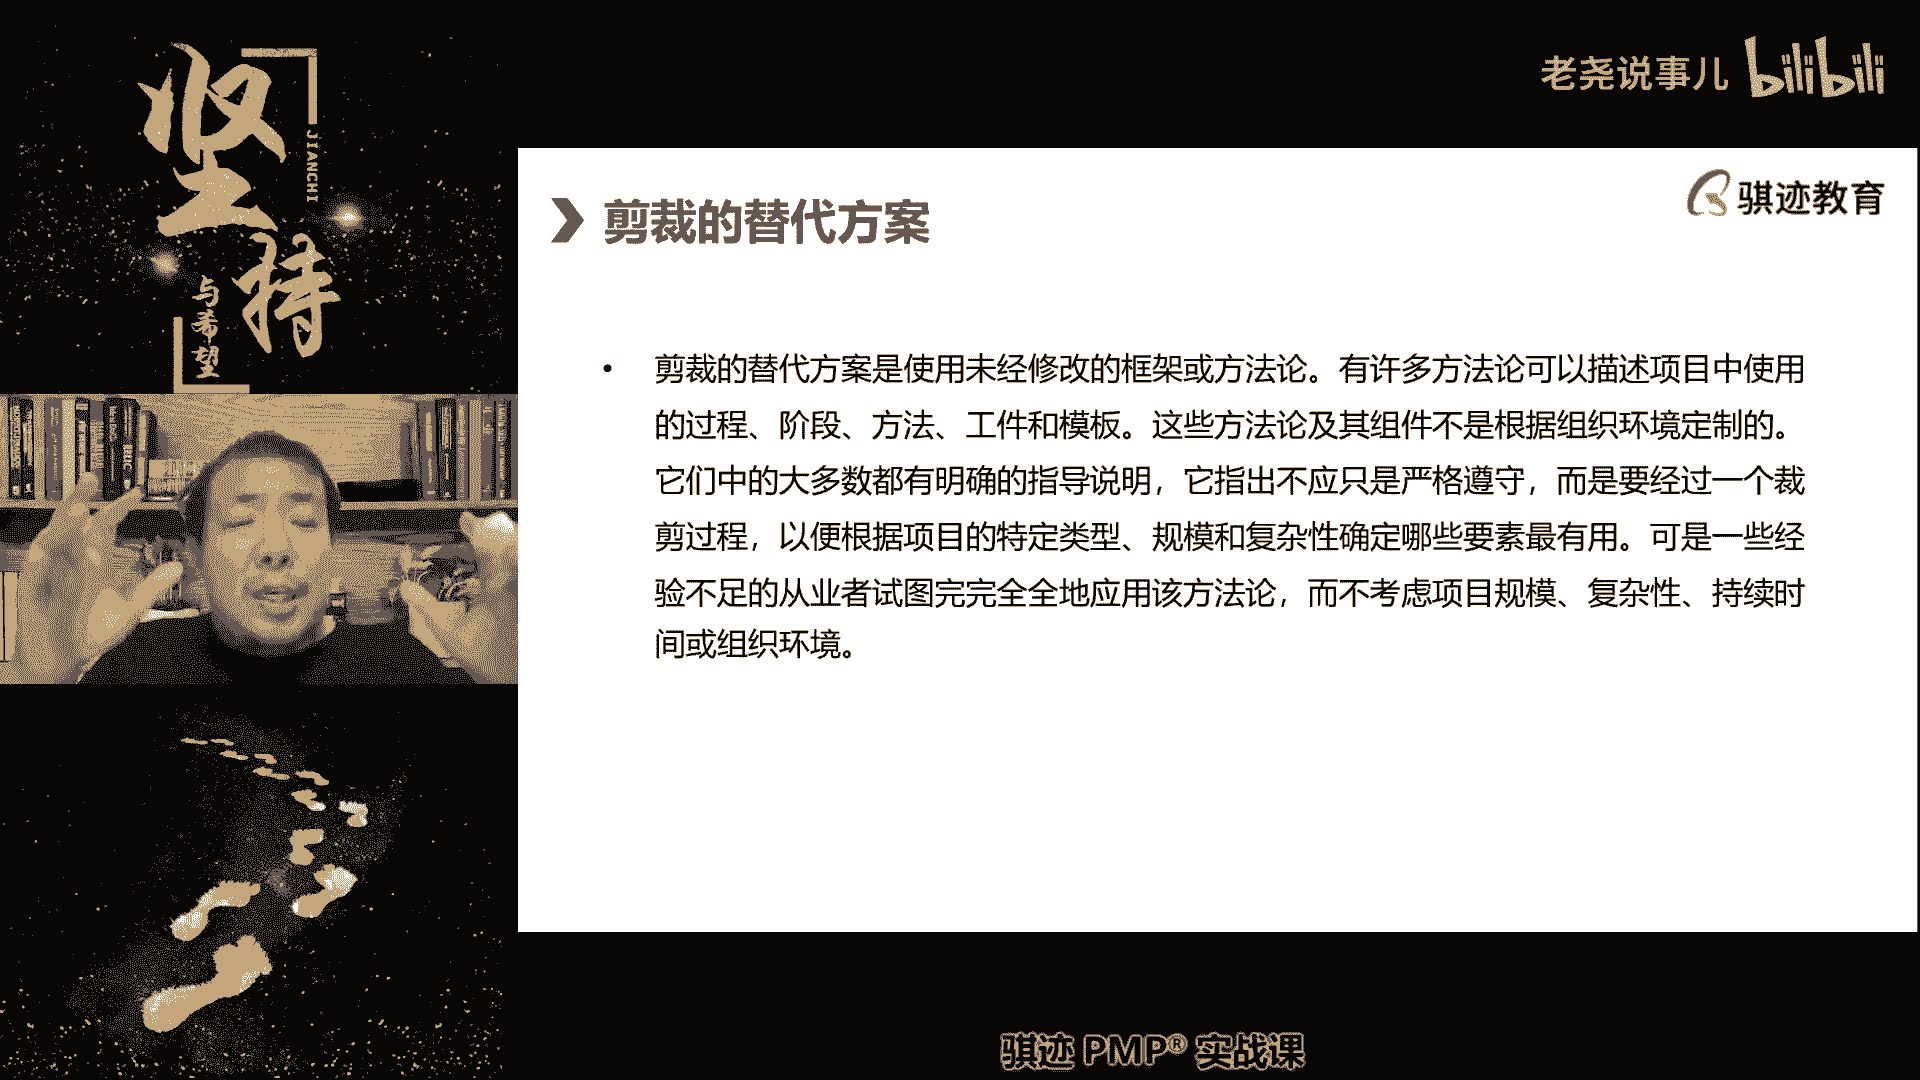 坚持
JIANCHI
与希望
老尧说事儿 bilibili
骐迹教育
剪裁的替代方案
• 剪裁的替代方案是使用未经修改的框架或方法论。有许多方法论可以描述项目中使用
的过程、阶段、方法、工件和模板。这些方法论及其组件不是根据组织环境定制的。
它们中的大多数都有明确的指导说明，它指出不应只是严格遵守，而是要经过一个裁
剪过程，以便根据项目的特定类型、规模和复杂性确定哪些要素最有用。可是一些经
验不足的从业者试图完完全全地应用该方法论，而不考虑项目规模、复杂性、持续时
间或组织环境。
骐迹 PMP® 实战课